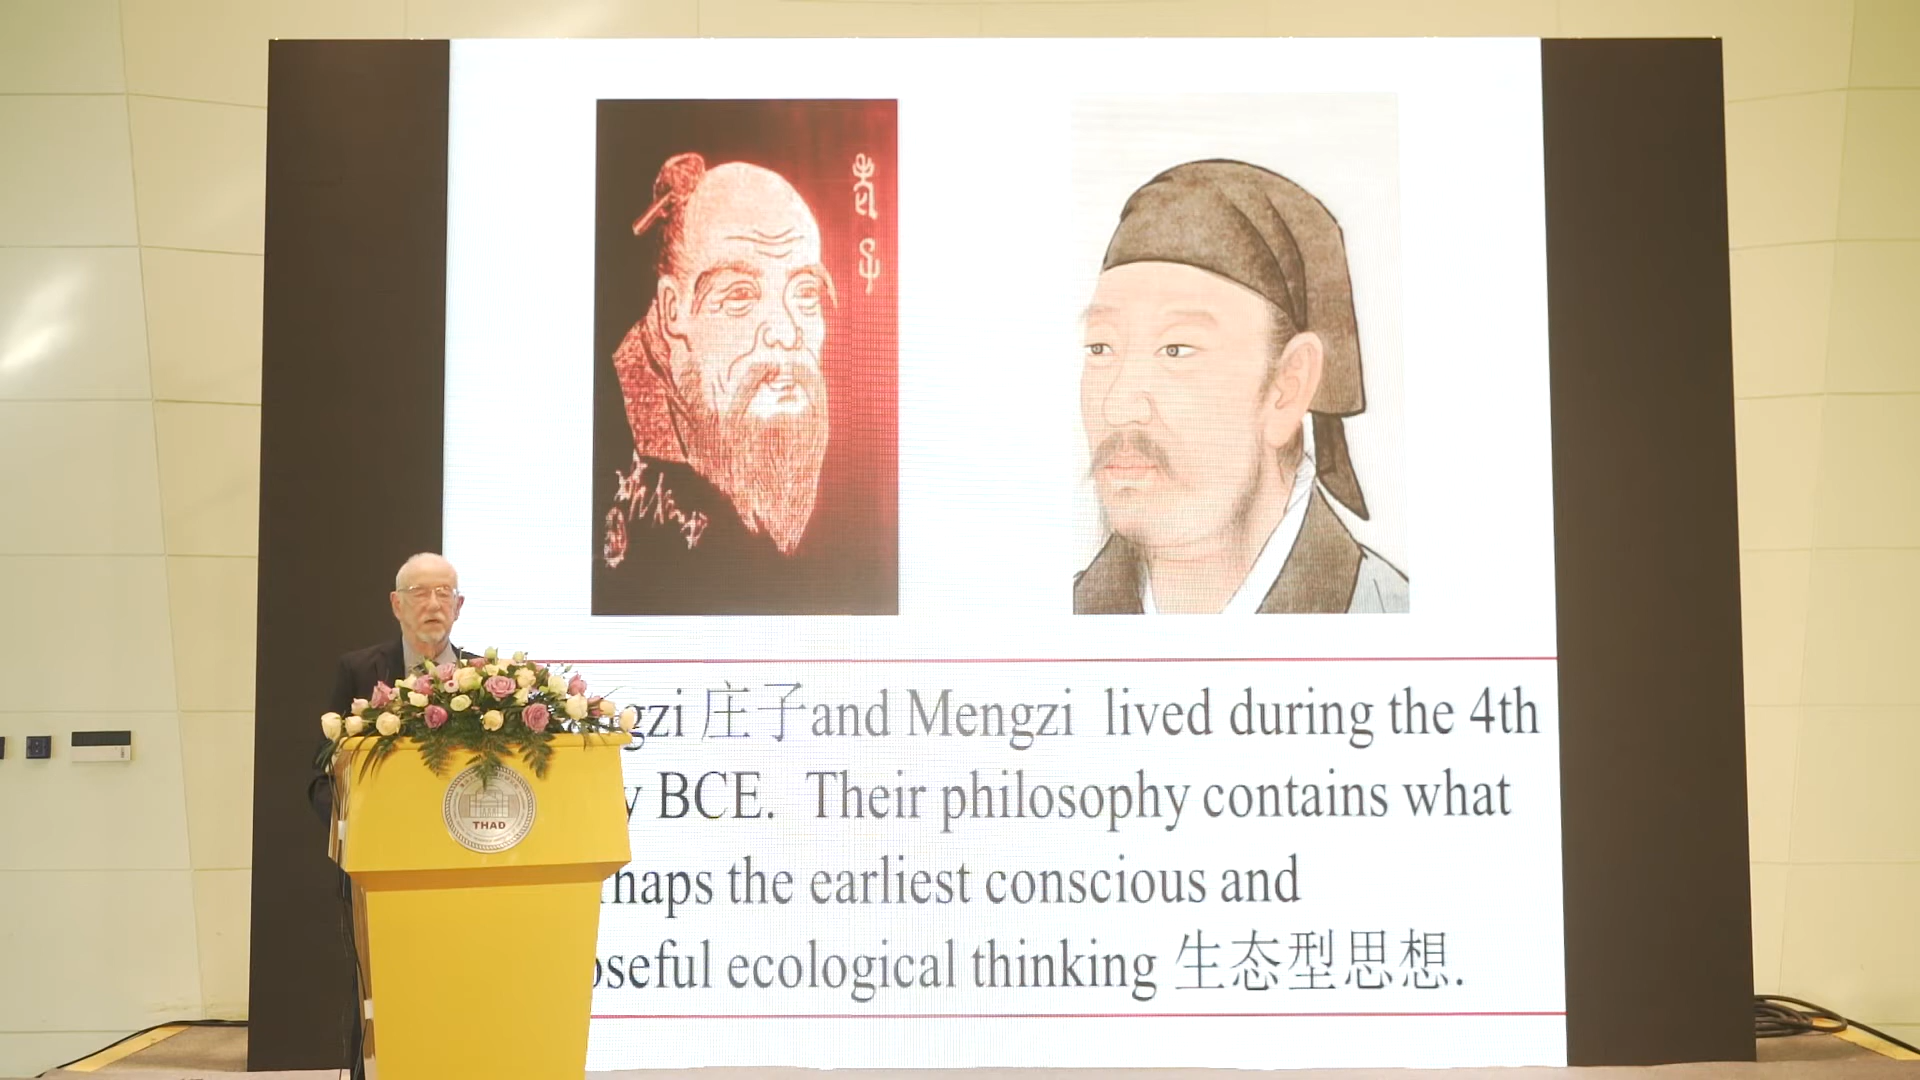 老子
gzi 庄子and Mengzi lived during the 4th
y BCE. Their philosophy contains what
haps the earliest conscious and
oseful ecological thinking 生态型思想.
THAD